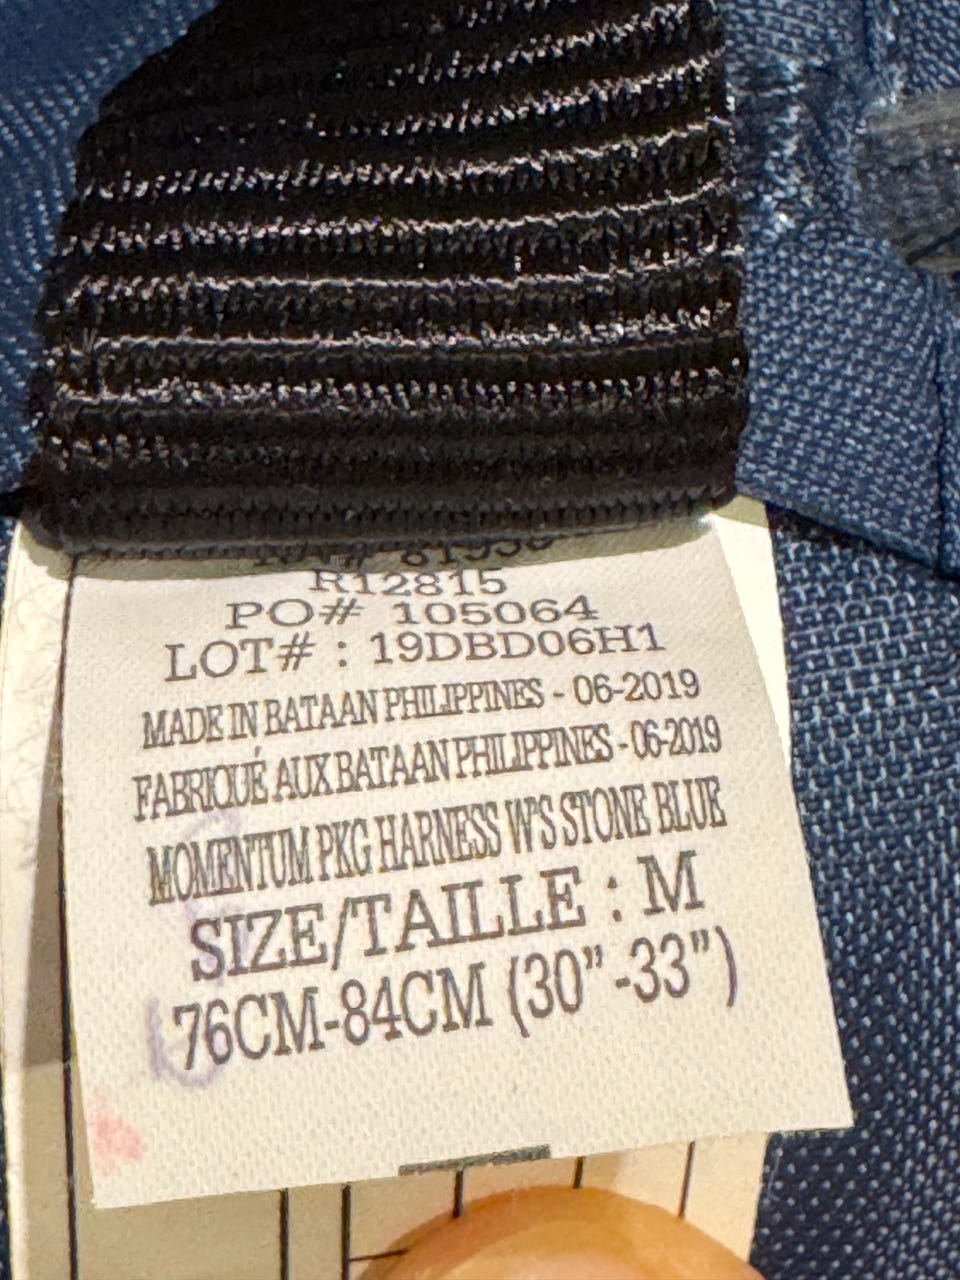 R12815
PO# 105064
LOT# : 19DBD06H1
MADE IN BATAAN PHILIPPINES - 06-2019
FABRIQUÉ AUX BATAAN PHILIPPINES - 06-2019
MOMENTUM PKG HARNESS W'S STONE BLUE
SIZE/TAILLE : M
76CM-84CM (30”-33”)